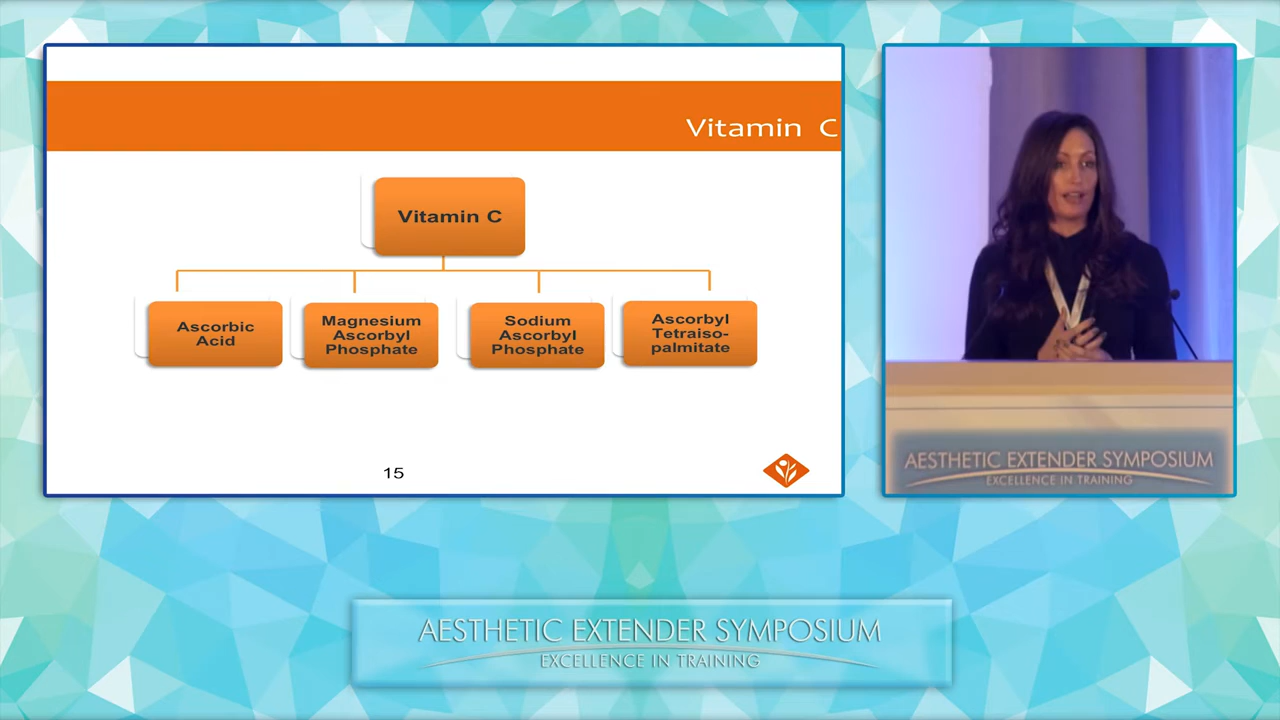 Vitamin C
Vitamin C
Ascorbic
Acid
Magnesium
Ascorbyl
Phosphate
Sodium
Ascorbyl
Phosphate
Ascorbyl
Tetraiso-
palmitate
15
AESTHETIC EXTENDER SYMPOSIUM
EXCELLENCE IN TRAINING
AESTHETIC EXTENDER SYMPOSIUM
EXCELLENCE IN TRAINING